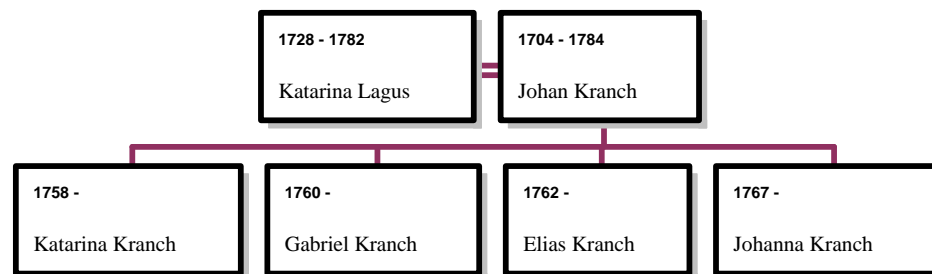 1728 - 1782
Katarina Lagus
1704 - 1784
Johan Kranch
1758 -
Katarina Kranch
1760 -
Gabriel Kranch
1762 -
Elias Kranch
1767 -
Johanna Kranch